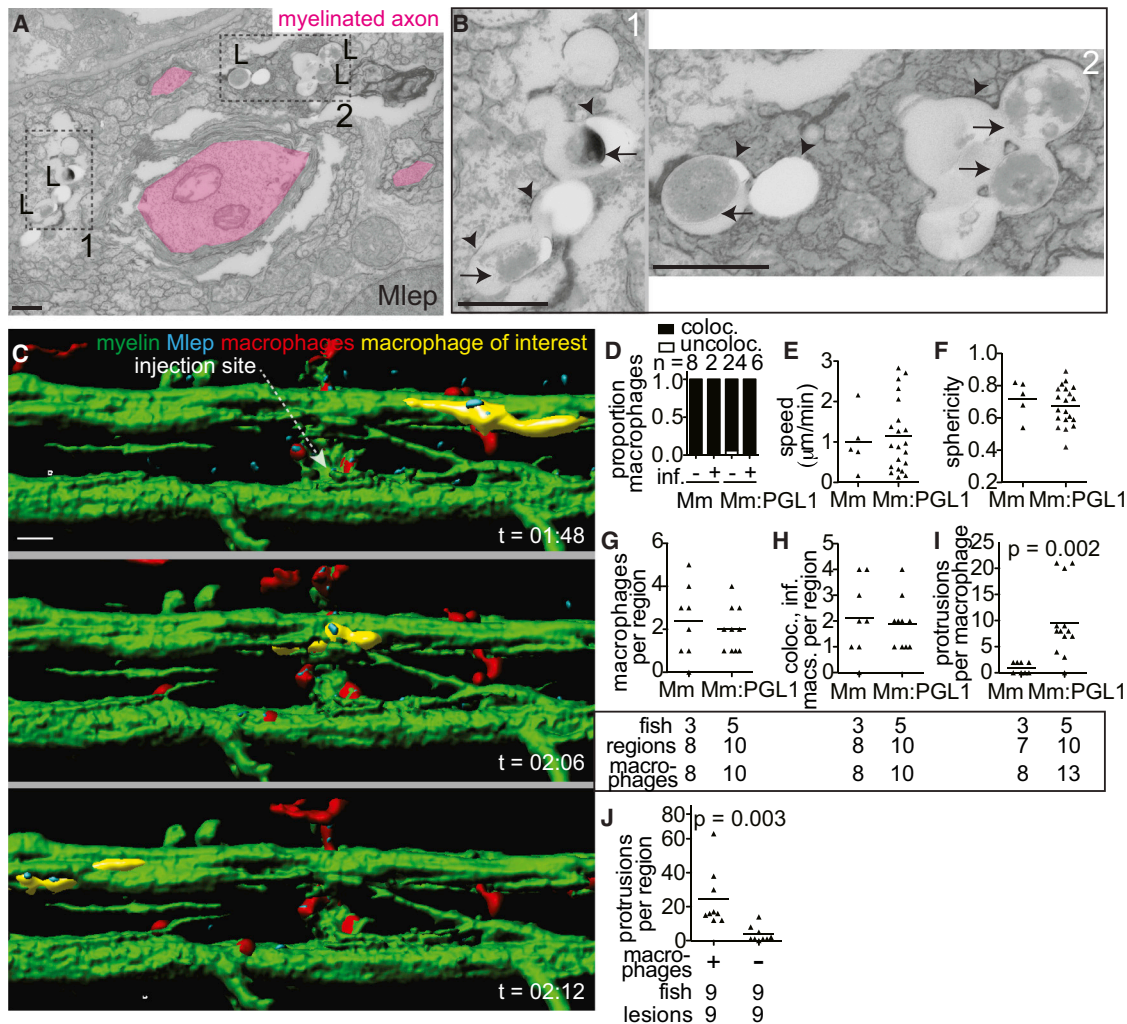 A
myelinated axon
L
L
L
2
L
L
1
Mlep
B
1
2
C
myelin Mlep macrophages macrophage of interest
injection site
t = 01:48
t = 02:06
t = 02:12
D
coloc.
uncoloc.
n = 8 2 24 6
proportion macrophages
1.0
0.5
0.0
inf. - + - +
Mm Mm:PGL1
E
speed (µm/min)
3
2
1
0
Mm Mm:PGL1
F
sphericity
1.0
0.8
0.6
0.4
0.2
Mm Mm:PGL1
G
macrophages per region
6
4
2
0
Mm Mm:PGL1
H
coloc., inf. macs. per region
5
4
3
2
1
0
Mm Mm:PGL1
I
p = 0.002
protrusions per macrophage
25
20
15
10
5
0
Mm Mm:PGL1
fish 3 5 3 5 3 5
regions 8 10 8 10 7 10
macro-
phages 8 10 8 10 8 13
J
p = 0.003
protrusions per region
80
60
40
20
0
macro-
phages + -
fish 9 9
lesions 9 9